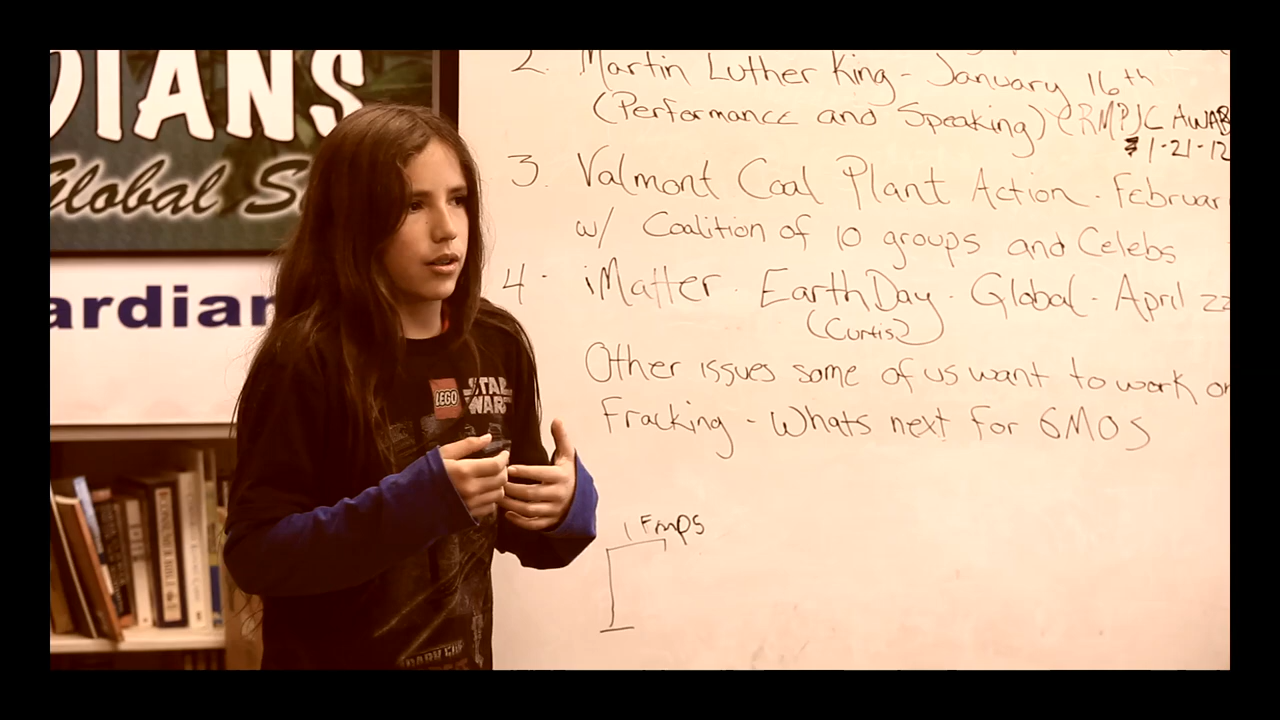 DIANS
Global S
ardian
2. Martin Luther King - January 16th
(Performance and Speaking) (RMPJC AWAR
1-21-12
3. Valmont Coal Plant Action - Februar
w/ Coalition of 10 groups and Celebs
4. iMatter - Earth Day - Global - April 22
(Curtis)
Other issues some of us want to work on
Fracking - Whats next for GMOS
LEGO STAR WARS